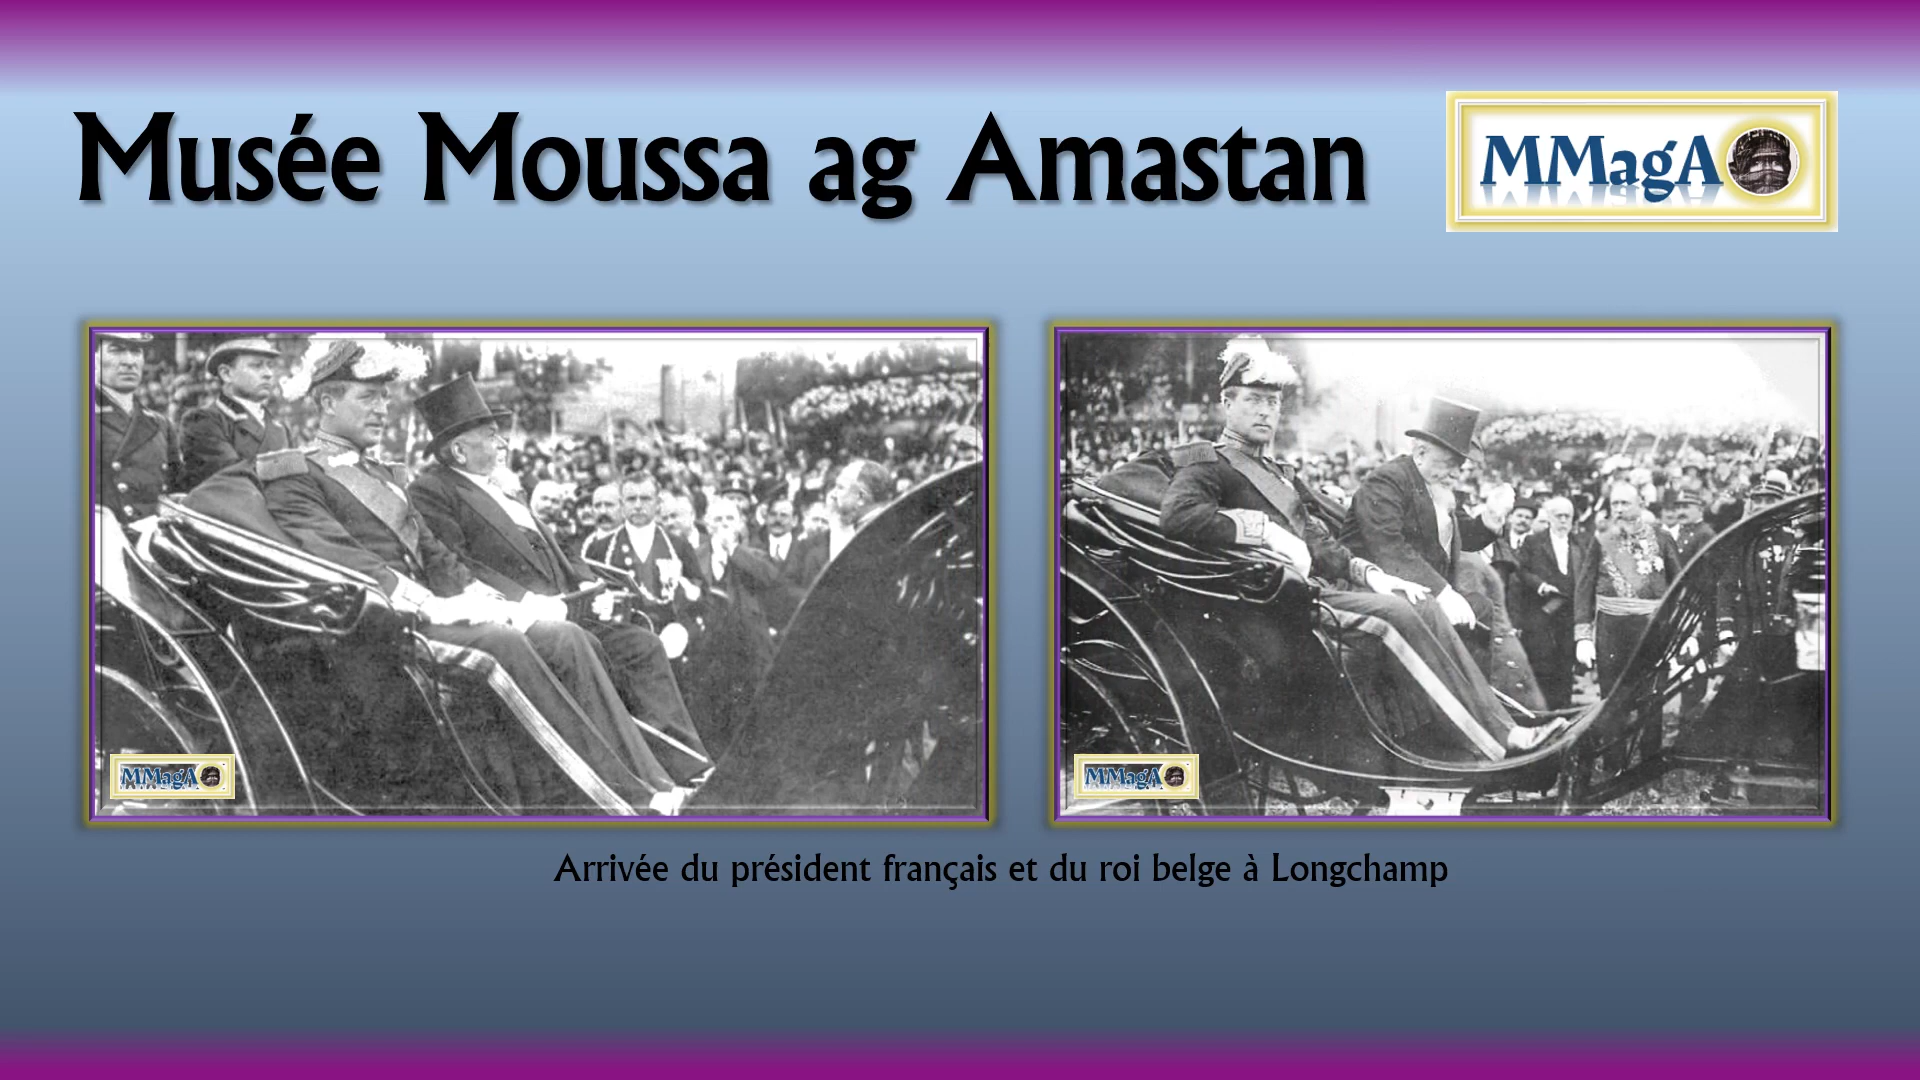 Musée Moussa ag Amastan
MMagA
MMagA
MMagA
Arrivée du président français et du roi belge à Longchamp